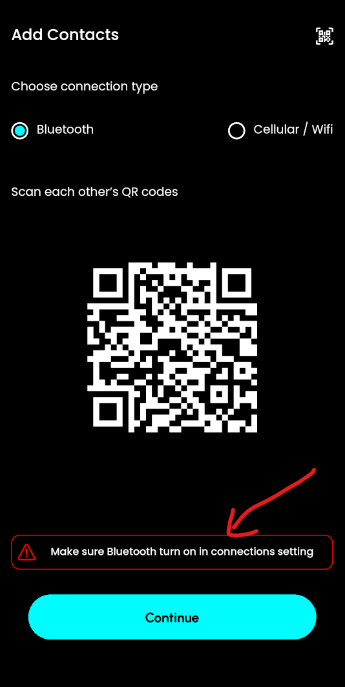 Add Contacts
Choose connection type
Bluetooth
Cellular / Wifi
Scan each other's QR codes
Make sure Bluetooth turn on in connections setting
Continue